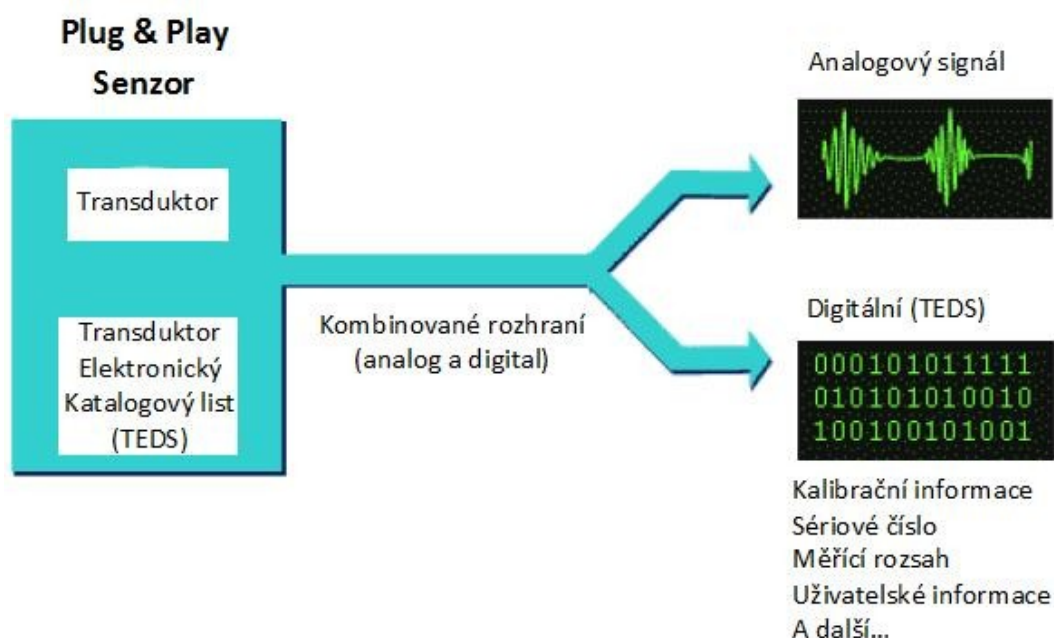 Plug & Play
Senzor
Transduktor
Transduktor
Elektronický
Katalogový list
(TEDS)
Kombinované rozhraní
(analog a digital)
Analogový signál
Digitální (TEDS)
000101011111
010101010010
100100101001
Kalibrační informace
Sériové číslo
Měřící rozsah
Uživatelské informace
A další...